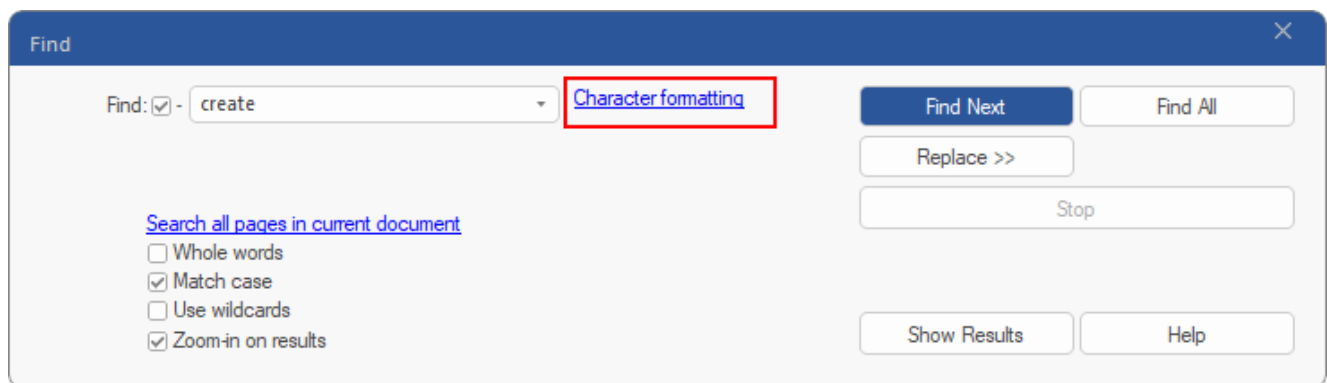 Find
Find: - create Character formatting
Find Next Find All
Replace >>
Stop
Search all pages in current document
Whole words
Match case
Use wildcards
Zoom-in on results
Show Results Help